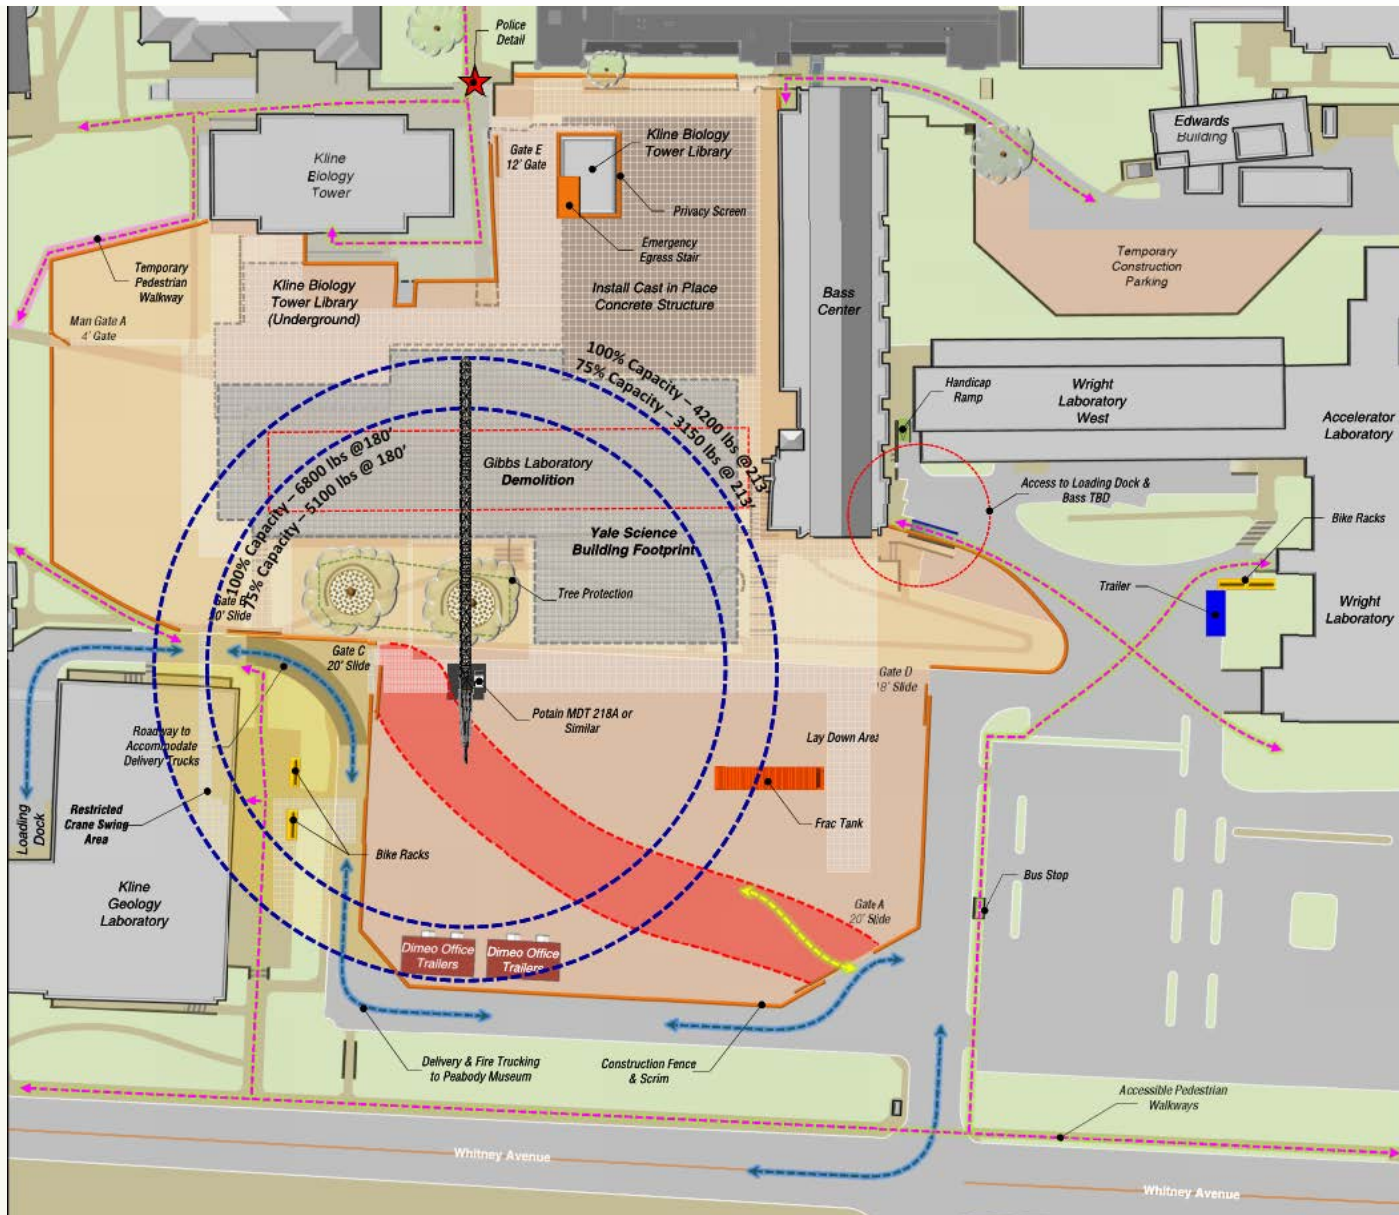 Police
Detail
Edwards
Building
Kline
Biology
Tower
Gate E
12' Gate
Kline Biology
Tower Library
Privacy Screen
Emergency
Egress Stair
Temporary
Construction
Parking
Temporary
Pedestrian
Walkway
Kline Biology
Tower Library
(Underground)
Install Cast in Place
Concrete Structure
Bass
Center
Man Gate A
4' Gate
100% Capacity – 4200 lbs @ 213'
75% Capacity – 3150 lbs @ 213'
Handicap
Ramp
Wright
Laboratory
West
Accelerator
Laboratory
100% Capacity – 6800 lbs @180'
75% Capacity – 5100 lbs @ 180'
Gibbs Laboratory
Demolition
Access to Loading Dock &
Bass TBD
Bike Racks
Yale Science
Building Footprint
Tree Protection
Trailer
Wright
Laboratory
Slide
Gate C
20' Slide
Gate D
18' Slide
Potain MDT 218A or
Similar
Roadway to
Accommodate
Delivery Trucks
Lay Down Area
Restricted
Crane Swing
Area
Loading
Dock
Frac Tank
Bike Racks
Kline
Geology
Laboratory
Bus Stop
Gate A
20' Slide
Dimeo Office
Trailers
Dimeo Office
Trailers
Delivery & Fire Trucking
to Peabody Museum
Construction Fence
& Scrim
Accessible Pedestrian
Walkways
Whitney Avenue
Whitney Avenue